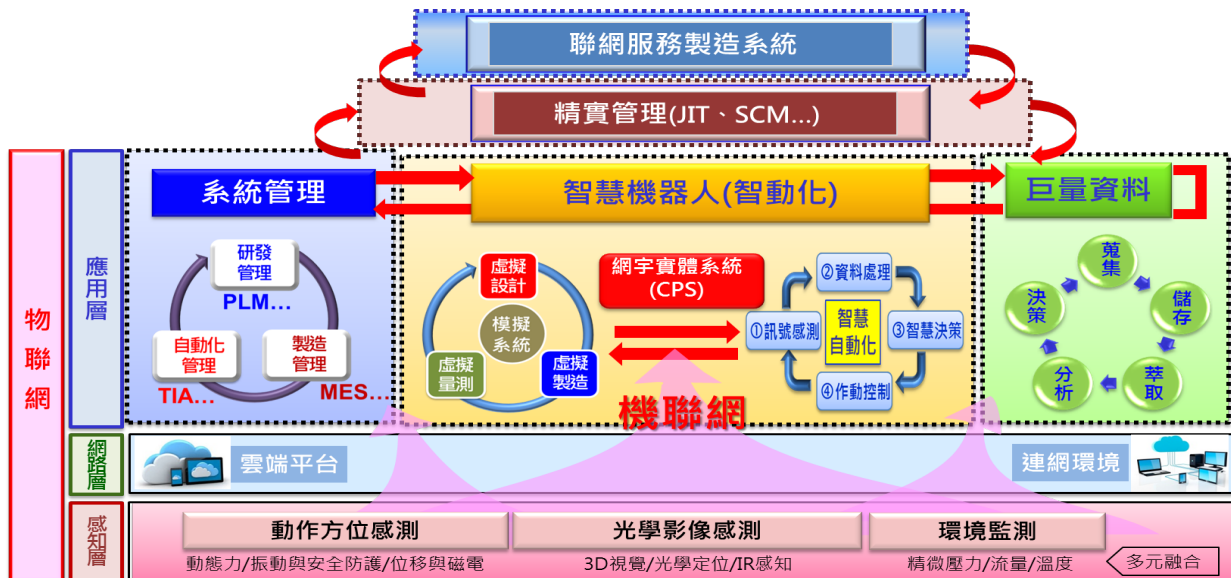 聯網服務製造系統
精實管理(JIT、SCM...)
物聯網
應用層
系統管理
研發
管理
PLM...
自動化
管理
TIA...
製造
管理
MES...
智慧機器人(智動化)
虛擬
設計
模擬
系統
虛擬
量測
虛擬
製造
網宇實體系統
(CPS)
機聯網
①訊號感測
②資料處理
③智慧決策
④作動控制
智慧
自動化
巨量資料
蒐集
儲存
萃取
分析
決策
網路層
雲端平台
連網環境
感知層
動作方位感測
動態力/振動與安全防護/位移與磁電
光學影像感測
3D視覺/光學定位/IR感知
環境監測
精微壓力/流量/溫度
多元融合